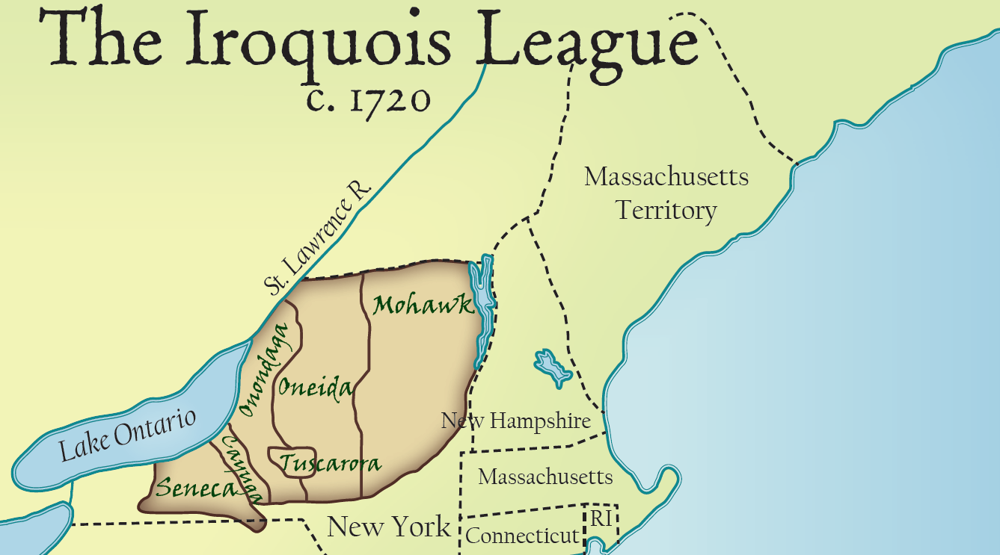 The Iroquois League
c. 1720
Massachusetts
Territory
St. Lawrence R.
Mohawk
Onondaga
Oneida
New Hampshire
Lake Ontario
Cayuga
Tuscarora
Massachusetts
Seneca
New York
RI
Connecticut